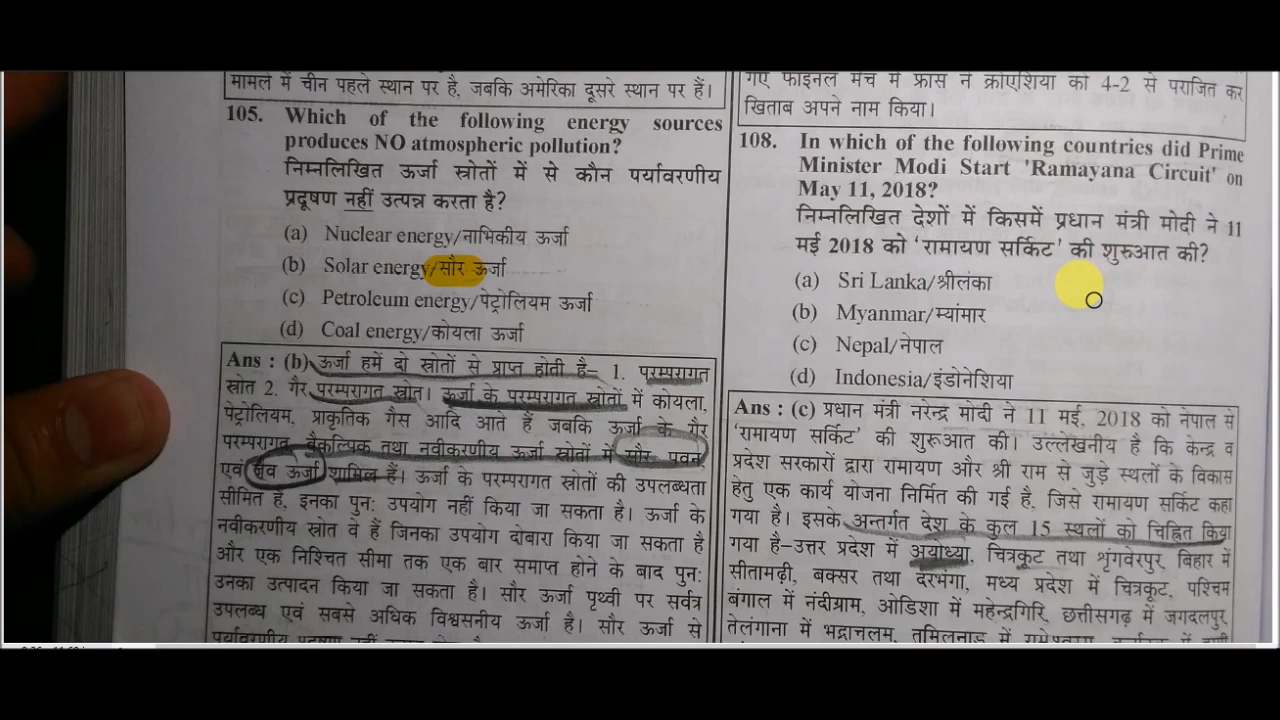 मामले में चीन पहले स्थान पर है, जबकि अमेरिका दूसरे स्थान पर हैं।
105. Which of the following energy sources
produces NO atmospheric pollution?
निम्नलिखित ऊर्जा स्रोतों में से कौन पर्यावरणीय
प्रदूषण नहीं उत्पन्न करता है?
(a) Nuclear energy/नाभिकीय ऊर्जा
(b) Solar energy/सौर ऊर्जा
(c) Petroleum energy/पेट्रोलियम ऊर्जा
(d) Coal energy/कोयला ऊर्जा
Ans : (b) ऊर्जा हमें दो स्रोतों से प्राप्त होती है– 1. परम्परागत
स्रोत 2. गैर परम्परागत स्रोत। ऊर्जा के परम्परागत स्रोतों में कोयला,
पेट्रोलियम, प्राकृतिक गैस आदि आते हैं जबकि ऊर्जा के गैर
परम्परागत वैकल्पिक तथा नवीकरणीय ऊर्जा स्रोतों में सौर पवन
एवं जैव ऊर्जा शामिल हैं। ऊर्जा के परम्परागत स्रोतों की उपलब्धता
सीमित है, इनका पुन: उपयोग नहीं किया जा सकता है। ऊर्जा के
नवीकरणीय स्रोत वे हैं जिनका उपयोग दोबारा किया जा सकता है
और एक निश्चित सीमा तक एक बार समाप्त होने के बाद पुन:
उनका उत्पादन किया जा सकता है। सौर ऊर्जा पृथ्वी पर सर्वत्र
उपलब्ध एवं सबसे अधिक विश्वसनीय ऊर्जा है। सौर ऊर्जा से
गए फाइनल मैच में फ्रांस ने क्रोएशिया को 4-2 से पराजित कर
खिताब अपने नाम किया।
108. In which of the following countries did Prime
Minister Modi Start 'Ramayana Circuit' on
May 11, 2018?
निम्नलिखित देशों में किसमें प्रधान मंत्री मोदी ने 11
मई 2018 को 'रामायण सर्किट' की शुरुआत की?
(a) Sri Lanka/श्रीलंका
(b) Myanmar/म्यांमार
(c) Nepal/नेपाल
(d) Indonesia/इंडोनेशिया
Ans : (c) प्रधान मंत्री नरेन्द्र मोदी ने 11 मई, 2018 को नेपाल से
'रामायण सर्किट' की शुरूआत की। उल्लेखनीय है कि केन्द्र व
प्रदेश सरकारों द्वारा रामायण और श्री राम से जुड़े स्थलों के विकास
हेतु एक कार्य योजना निर्मित की गई है, जिसे रामायण सर्किट कहा
गया है। इसके अन्तर्गत देश के कुल 15 स्थलों को चिह्नित किया
गया है–उत्तर प्रदेश में अयोध्या, चित्रकूट तथा शृंगवेरपुर, बिहार में
सीतामढ़ी, बक्सर तथा दरभंगा, मध्य प्रदेश में चित्रकूट, पश्चिम
बंगाल में नंदीग्राम, ओडिशा में महेन्द्रगिरि, छत्तीसगढ़ में जगदलपुर,
तेलंगाना में भद्राचलम, तमिलनाडु में रामेश्वरम,